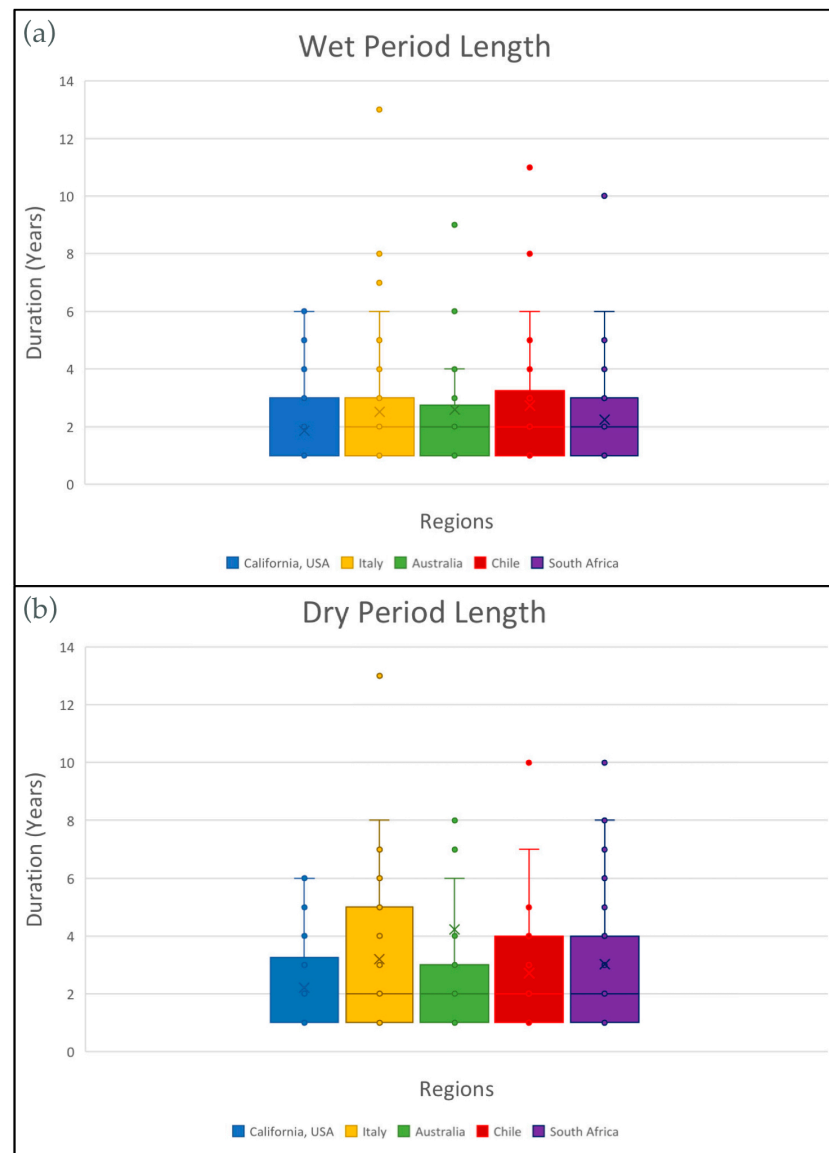 (a)
Wet Period Length
14
12
10
8
6
4
2
0
Duration (Years)
Regions
California, USA Italy Australia Chile South Africa
(b)
Dry Period Length
14
12
10
8
6
4
2
0
Duration (Years)
Regions
California, USA Italy Australia Chile South Africa